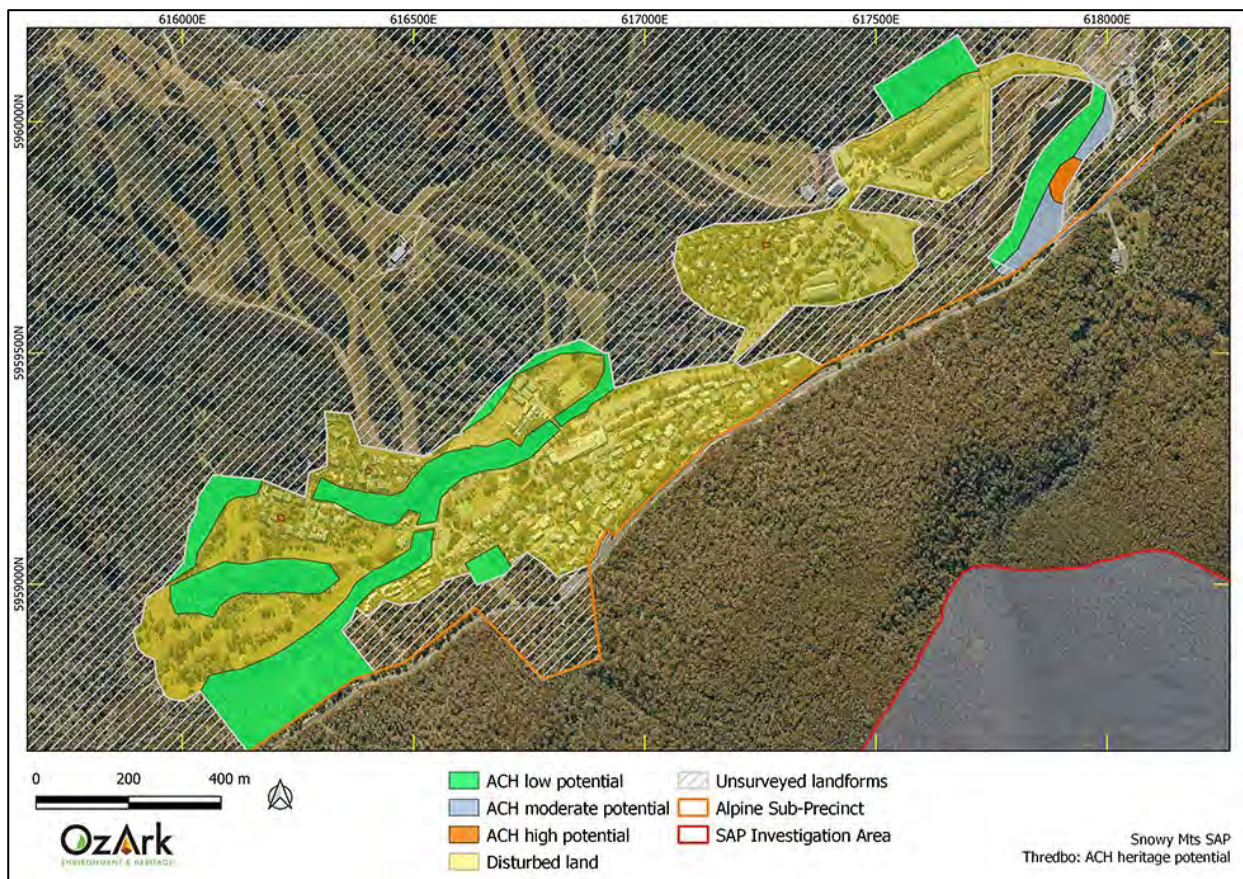 616000E 616500E 617000E 617500E 618000E
5960000N
5959500N
5959000N
0 200 400 m
OzArk
ENVIRONMENT & HERITAGE
ACH low potential
ACH moderate potential
ACH high potential
Disturbed land
Unsurveyed landforms
Alpine Sub-Precinct
SAP Investigation Area
Snowy Mts SAP
Thredbo: ACH heritage potential